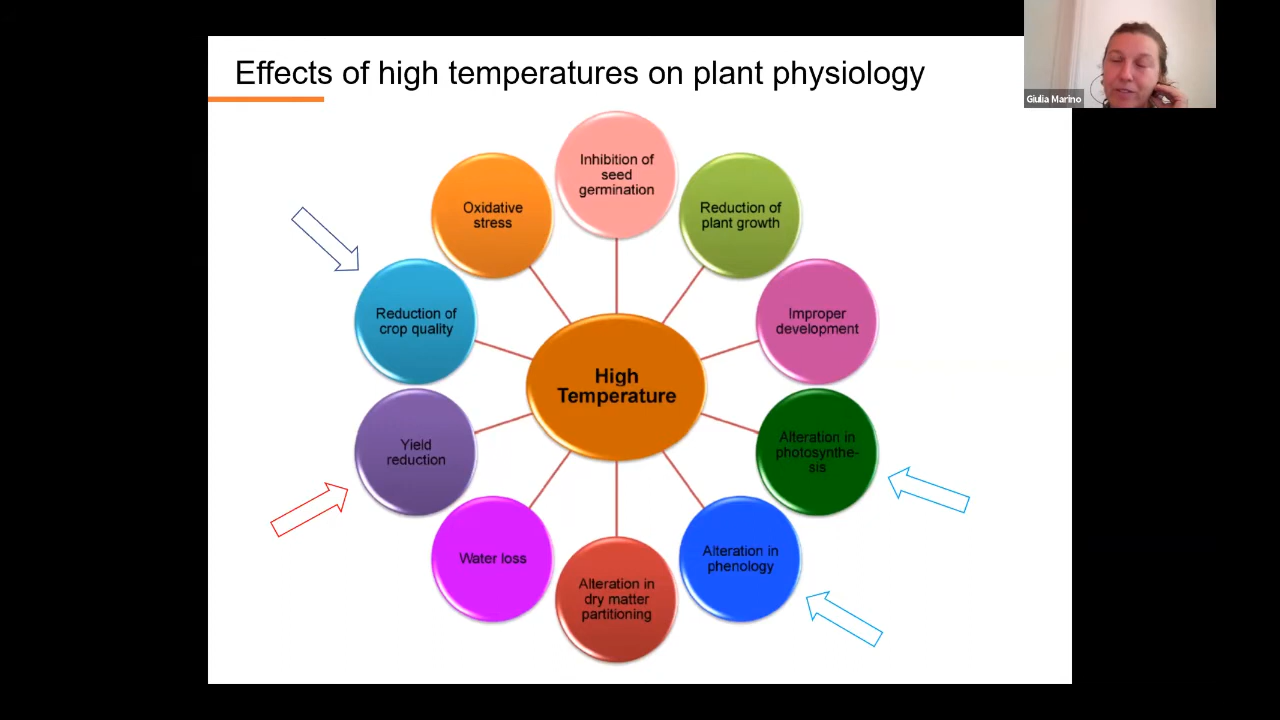 Effects of high temperatures on plant physiology
Giulia Marino
Inhibition of
seed
germination
Oxidative
stress
Reduction of
plant growth
Reduction of
crop quality
Improper
development
High
Temperature
Yield
reduction
Alteration in
photosynthe-
sis
Water loss
Alteration in
phenology
Alteration in
dry matter
partitioning